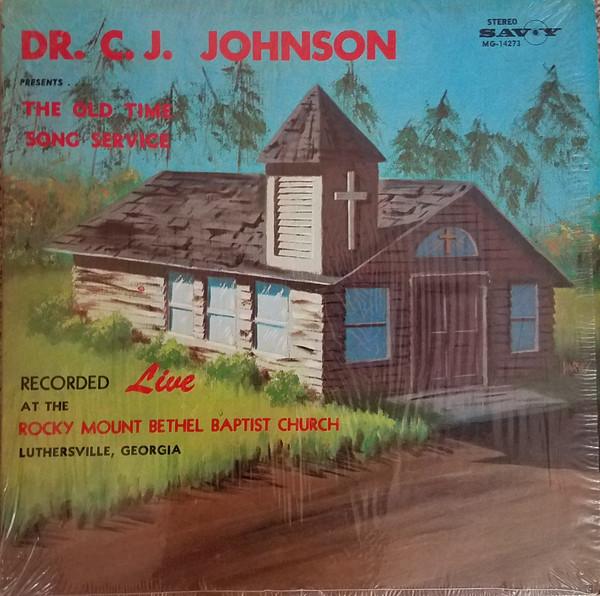 DR. C. J. JOHNSON
STEREO
SAVOY
MG-14273
PRESENTS . .
THE OLD TIME
SONG SERVICE
RECORDED Live
AT THE
ROCKY MOUNT BETHEL BAPTIST CHURCH
LUTHERSVILLE, GEORGIA